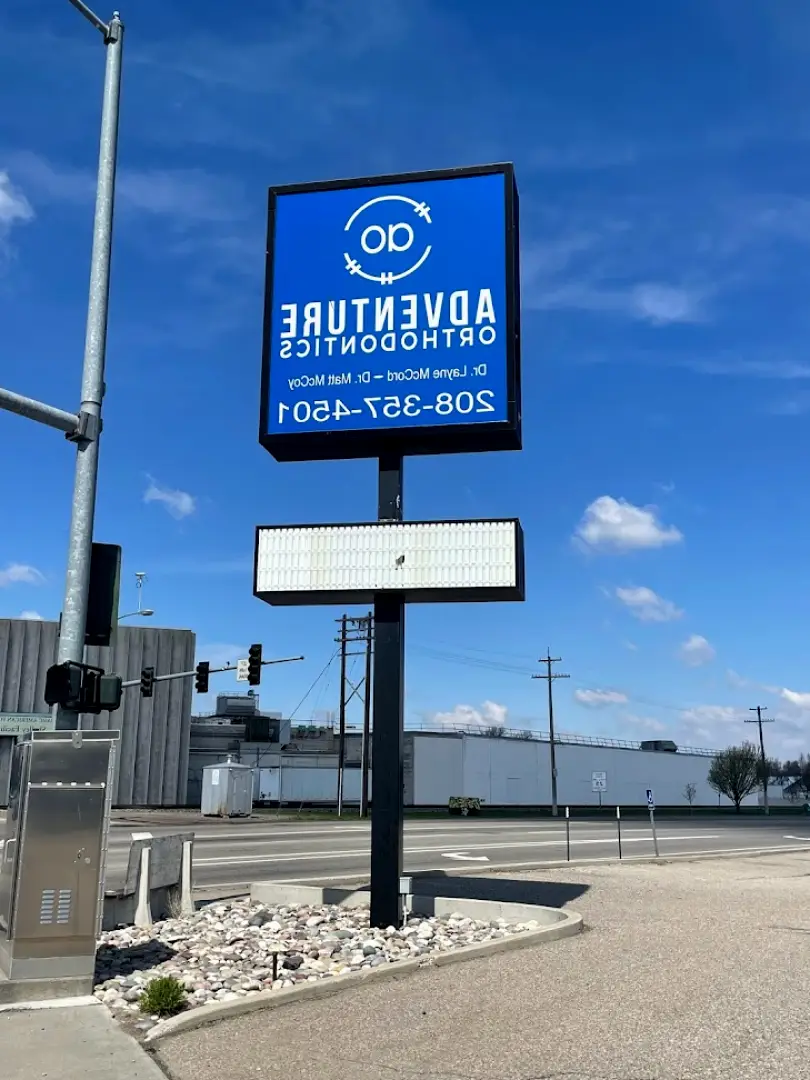 ao
ADVENTURE
ORTHODONTICS
Dr. Layne McCord – Dr. Matt McCoy
208-357-4501